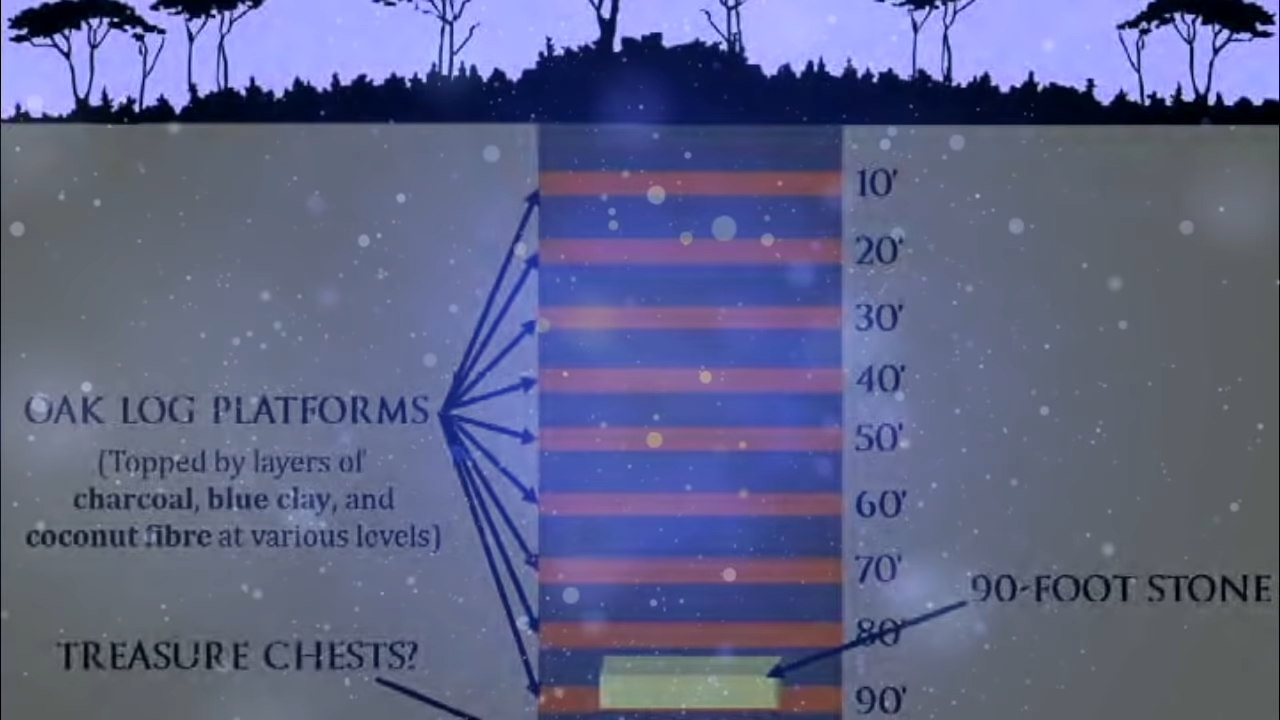 10'
20'
30'
40'
OAK LOG PLATFORMS
50'
(Topped by layers of
charcoal, blue clay, and
60'
coconut fibre at various levels)
70'
90-FOOT STONE
80'
TREASURE CHESTS?
90'